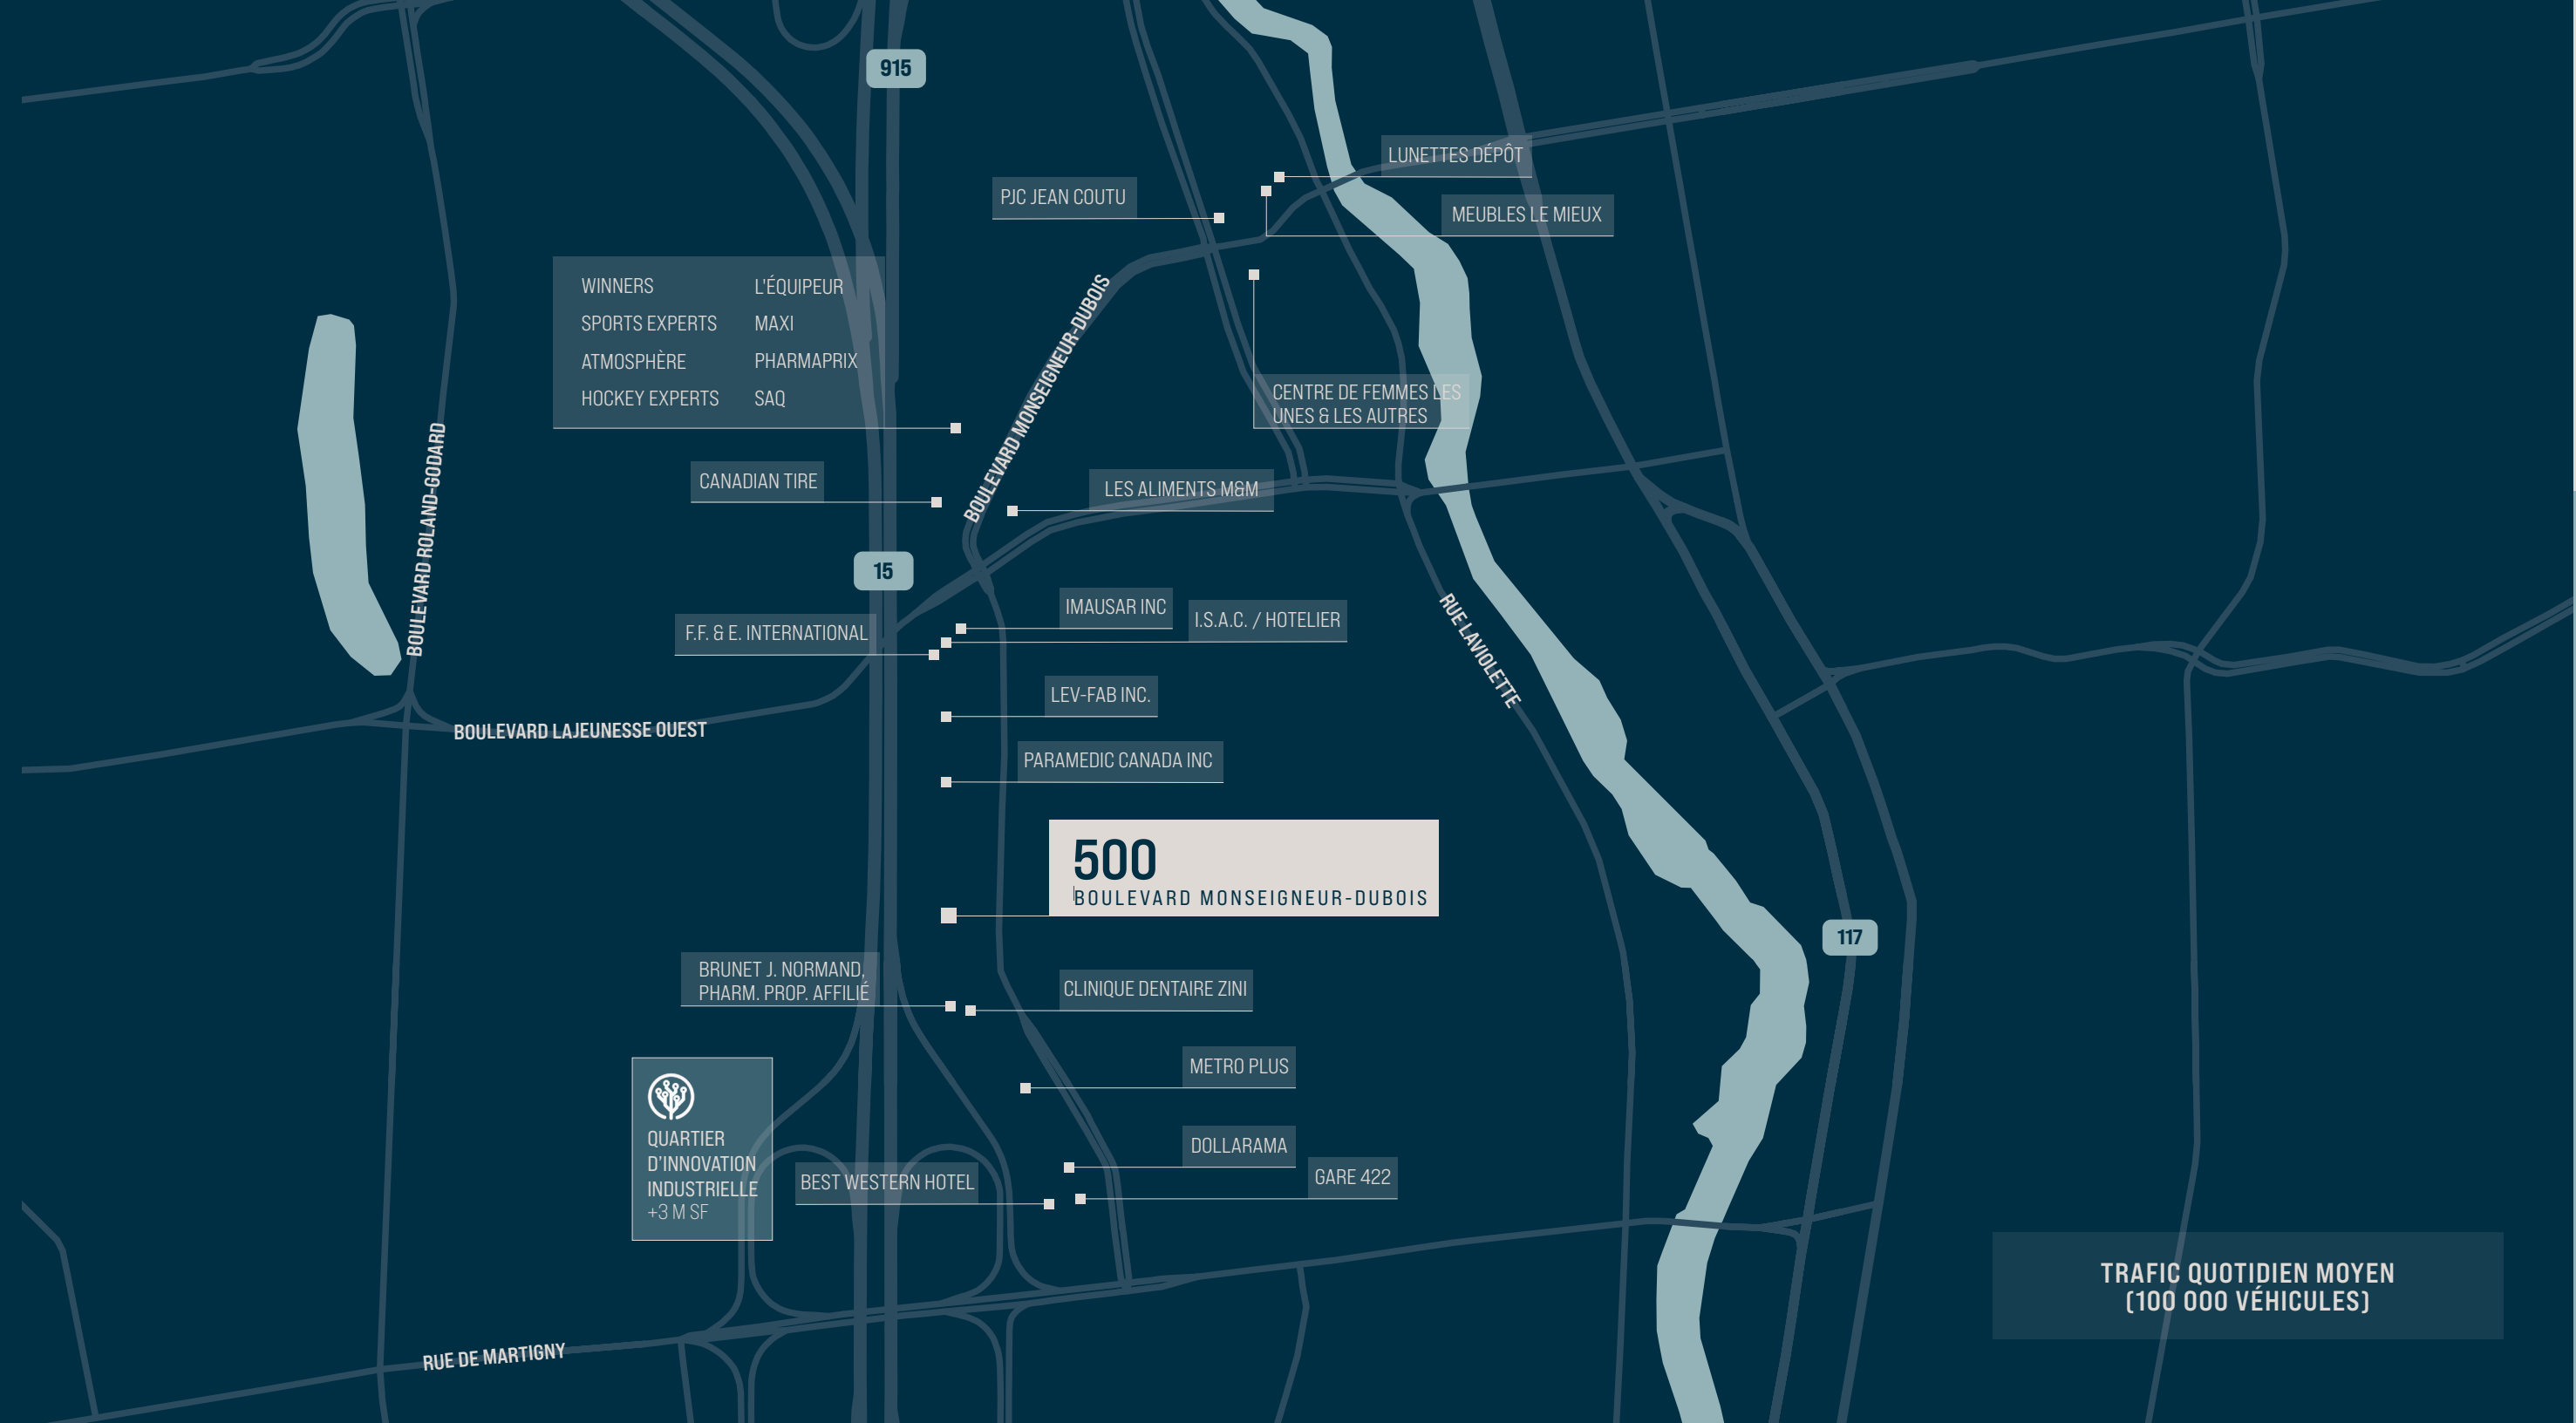 915
LUNETTES DÉPÔT
PJC JEAN COUTU
MEUBLES LE MIEUX
WINNERS
SPORTS EXPERTS
ATMOSPHÈRE
HOCKEY EXPERTS
L'ÉQUIPEUR
MAXI
PHARMAPRIX
SAQ
BOULEVARD MONSEIGNEUR-DUBOIS
CENTRE DE FEMMES LES
UNES & LES AUTRES
BOULEVARD ROLAND-GODARD
CANADIAN TIRE
LES ALIMENTS M&M
15
IMAUSAR INC
I.S.A.C. / HOTELIER
F.F. & E. INTERNATIONAL
RUE LAVIOLETTE
LEV-FAB INC.
BOULEVARD LAJEUNESSE OUEST
PARAMEDIC CANADA INC
500
BOULEVARD MONSEIGNEUR-DUBOIS
117
BRUNET J. NORMAND,
PHARM. PROP. AFFILIÉ
CLINIQUE DENTAIRE ZINI
METRO PLUS
QUARTIER
D'INNOVATION
INDUSTRIELLE
+3 M SF
DOLLARAMA
GARE 422
BEST WESTERN HOTEL
TRAFIC QUOTIDIEN MOYEN
(100 000 VÉHICULES)
RUE DE MARTIGNY